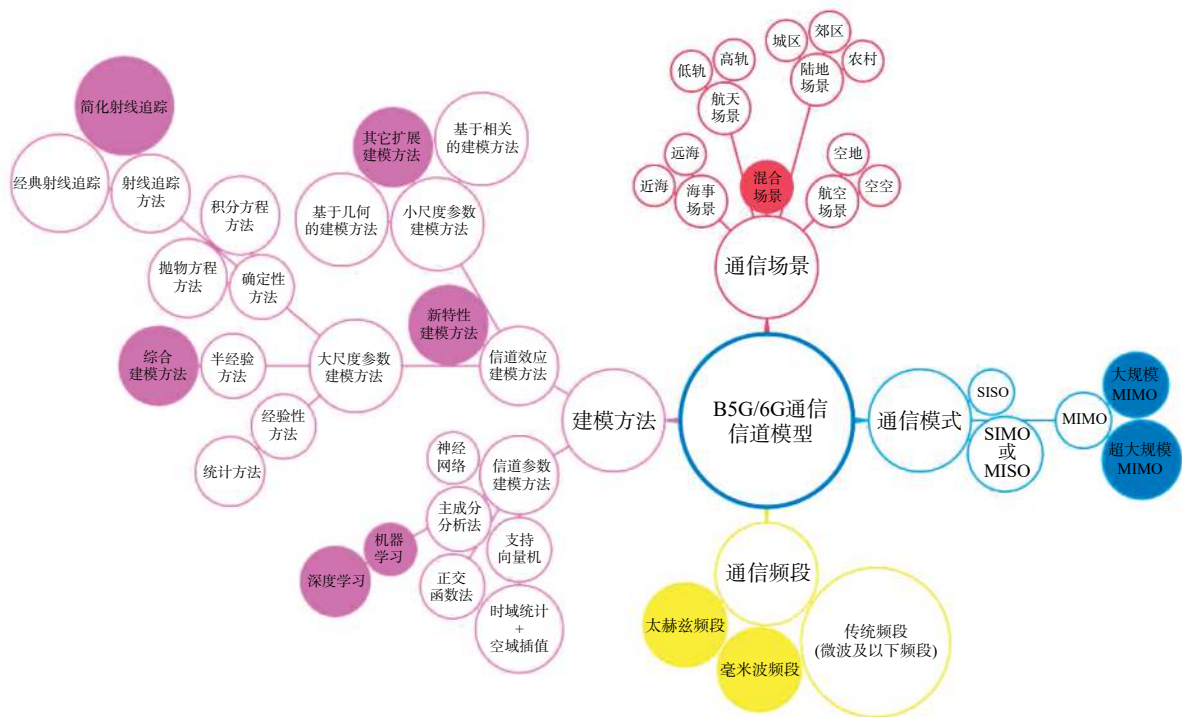 城区
郊区
农村
陆地
场景
低轨
高轨
航天
场景
远海
近海
海事
场景
混合
场景
空地
空空
航空
场景
通信场景
简化射线追踪
经典射线追踪
射线追踪
方法
积分方程
方法
抛物方程
方法
确定性
方法
其它扩展
建模方法
基于相关
的建模方法
基于几何
的建模方法
小尺度参数
建模方法
新特性
建模方法
综合
建模方法
半经验
方法
大尺度参数
建模方法
信道效应
建模方法
经验性
方法
统计方法
建模方法
B5G/6G通信
信道模型
通信模式
SISO
SIMO
或
MISO
MIMO
大规模
MIMO
超大规模
MIMO
神经
网络
信道参数
建模方法
主成分
分析法
机器
学习
深度学习
支持
向量机
正交
函数法
时域统计
+
空域插值
通信频段
太赫兹频段
毫米波频段
传统频段
(微波及以下频段)